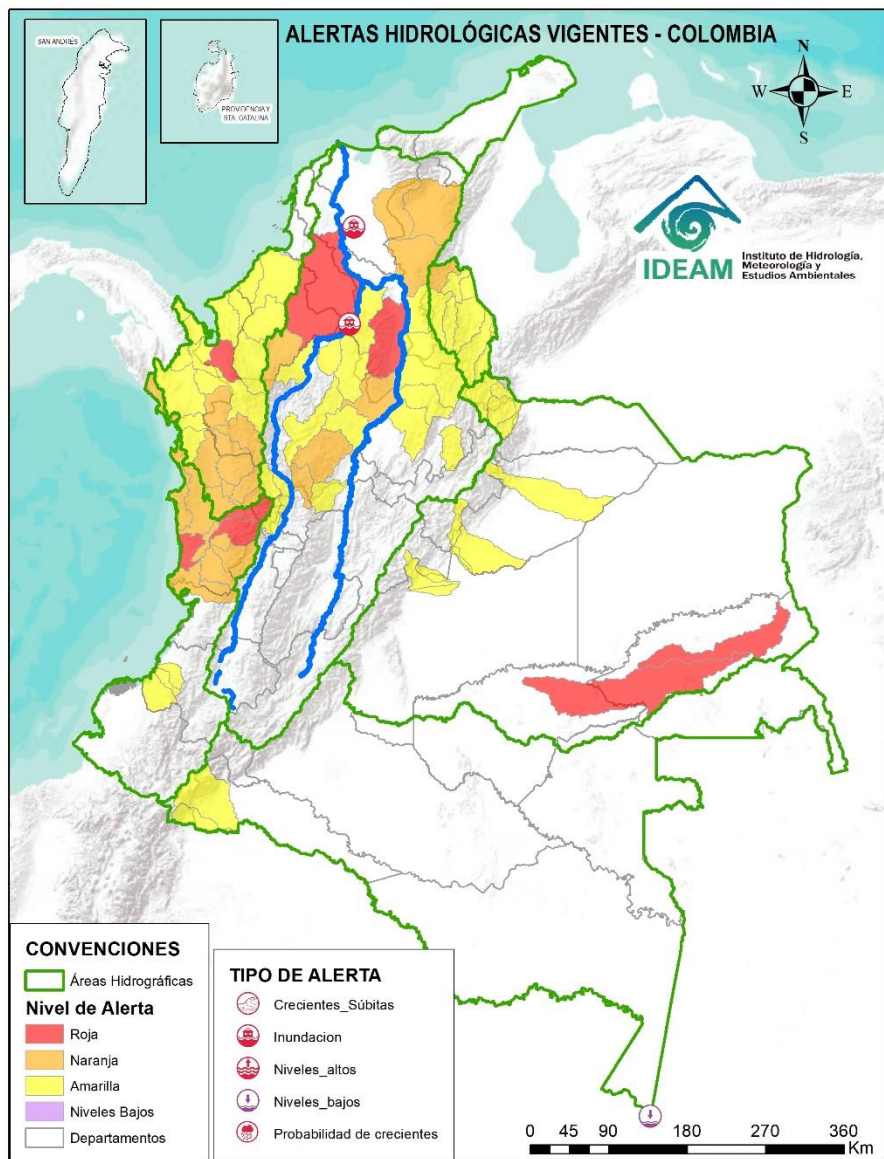 ALERTAS HIDROLÓGICAS VIGENTES - COLOMBIA
SAN ANDRÉS
PROVIDENCIA Y
STA. CATALINA
N
W
E
S
IDEAM
Instituto de Hidrología,
Meteorología y
Estudios Ambientales
CONVENCIONES
Áreas Hidrográficas
Nivel de Alerta
Roja
Naranja
Amarilla
Niveles Bajos
Departamentos
TIPO DE ALERTA
Crecientes_Súbitas
Inundacion
Niveles_altos
Niveles_bajos
Probabilidad de crecientes
0 45 90 180 270 360
Km